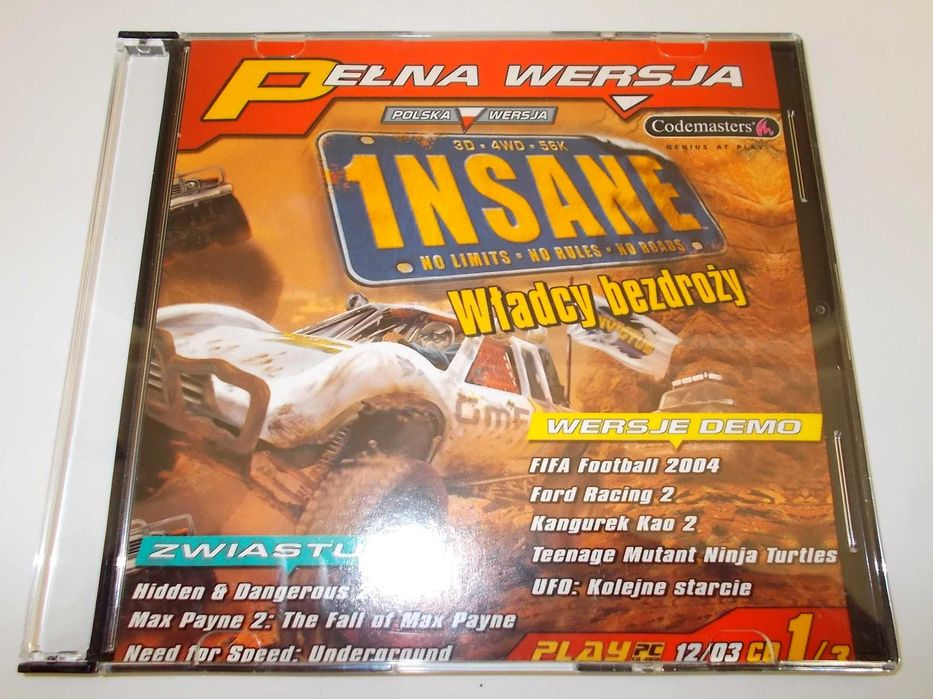 PEŁNA WERSJA
POLSKA WERSJA
Codemasters
GENIUS AT PLAY
3D • 4WD • 56K
1NSANE
NO LIMITS • NO RULES • NO ROADS
Władcy bezdroży
WERSJE DEMO
FIFA Football 2004
Ford Racing 2
Kangurek Kao 2
Teenage Mutant Ninja Turtles
UFO: Kolejne starcie
Hidden & Dangerous
Max Payne 2: The Fall of Max Payne
Need for Speed: Underground
PLAY PC 12/03 CD 1/3